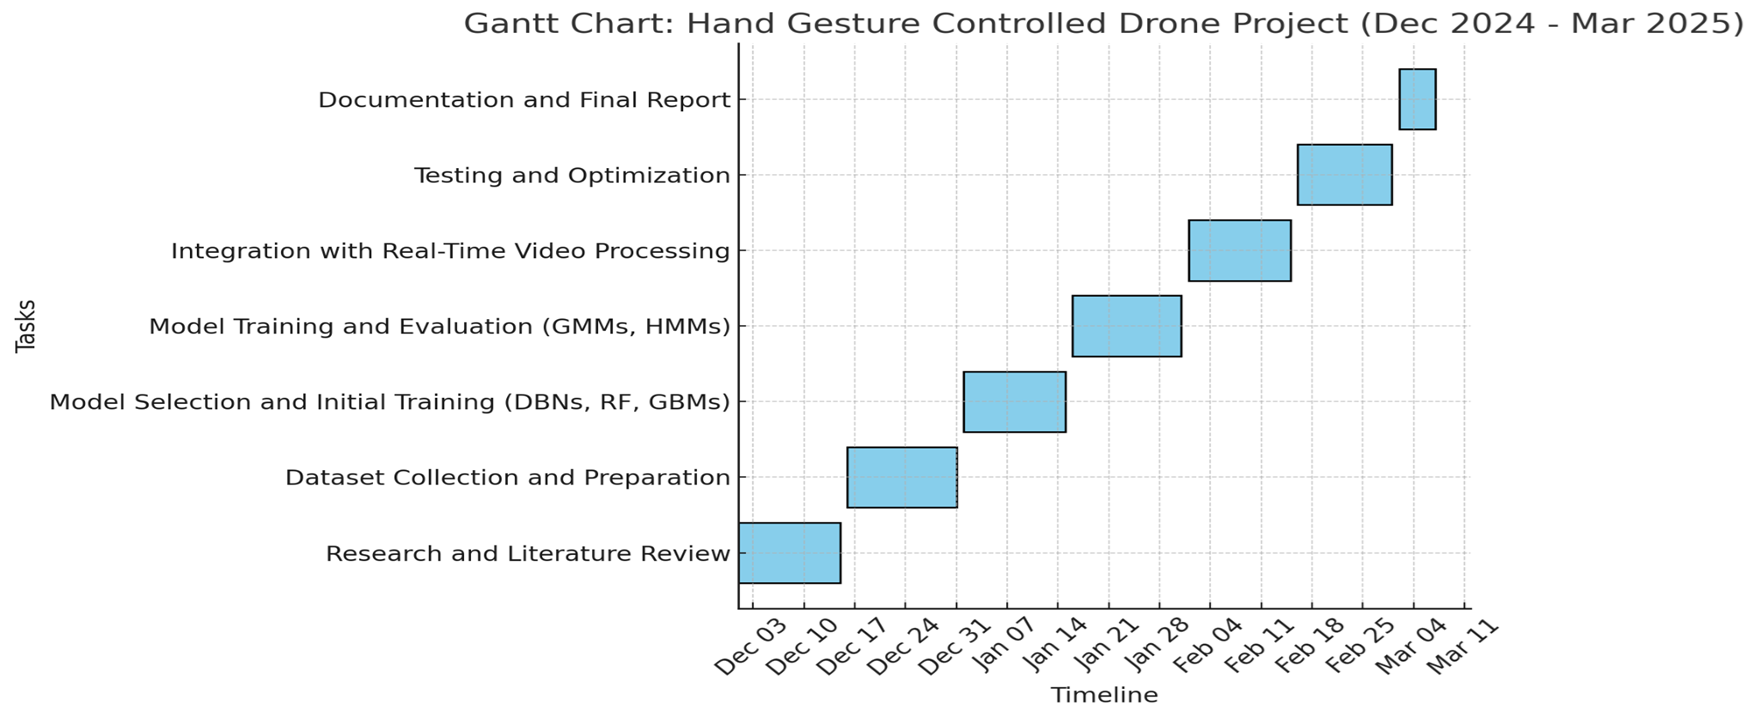 Gantt Chart: Hand Gesture Controlled Drone Project (Dec 2024 - Mar 2025)
Documentation and Final Report
Testing and Optimization
Integration with Real-Time Video Processing
Model Training and Evaluation (GMMs, HMMs)
Model Selection and Initial Training (DBNs, RF, GBMs)
Dataset Collection and Preparation
Research and Literature Review
Tasks
Dec 03
Dec 10
Dec 17
Dec 24
Dec 31
Jan 07
Jan 14
Jan 21
Jan 28
Feb 04
Feb 11
Feb 18
Feb 25
Mar 04
Mar 11
Timeline